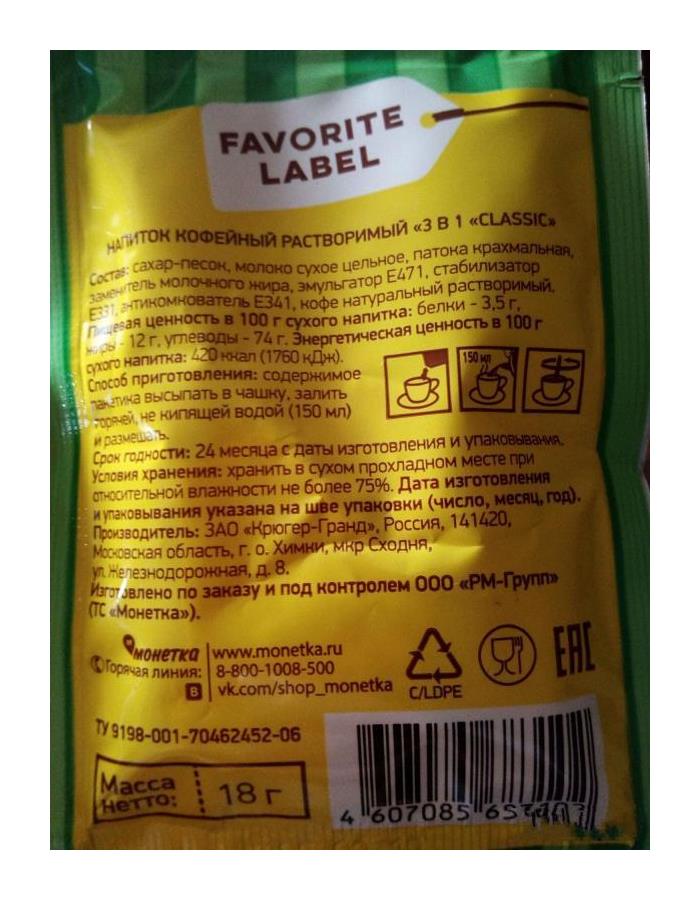 FAVORITE
LABEL
НАПИТОК КОФЕЙНЫЙ РАСТВОРИМЫЙ «3 В 1 «CLASSIC»
Состав: сахар-песок, молоко сухое цельное, патока крахмальная,
заменитель молочного жира, эмульгатор Е471, стабилизатор
Е331, антикомкователь Е341, кофе натуральный растворимый.
Пищевая ценность в 100 г сухого напитка: белки - 3,5 г,
жиры - 12 г, углеводы - 74 г. Энергетическая ценность в 100 г
сухого напитка: 420 ккал (1760 кДж).
Способ приготовления: содержимое
пакетика высыпать в чашку, залить
горячей, не кипящей водой (150 мл)
и размешать.
150 мл
Срок годности: 24 месяца с даты изготовления и упаковывания.
Условия хранения: хранить в сухом прохладном месте при
относительной влажности не более 75%. Дата изготовления
и упаковывания указана на шве упаковки (число, месяц, год).
Производитель: ЗАО «Крюгер-Гранд», Россия, 141420,
Московская область, г. о. Химки, мкр Сходня,
ул. Железнодорожная, д. 8.
Изготовлено по заказу и под контролем ООО «РМ-Групп»
(ТС «Монетка»).
монетка www.monetka.ru
Горячая линия: 8-800-1008-500
В vk.com/shop_monetka
C/LDPE
EAC
ТУ 9198-001-70462452-06
Масса
нетто: 18 г
4 607085